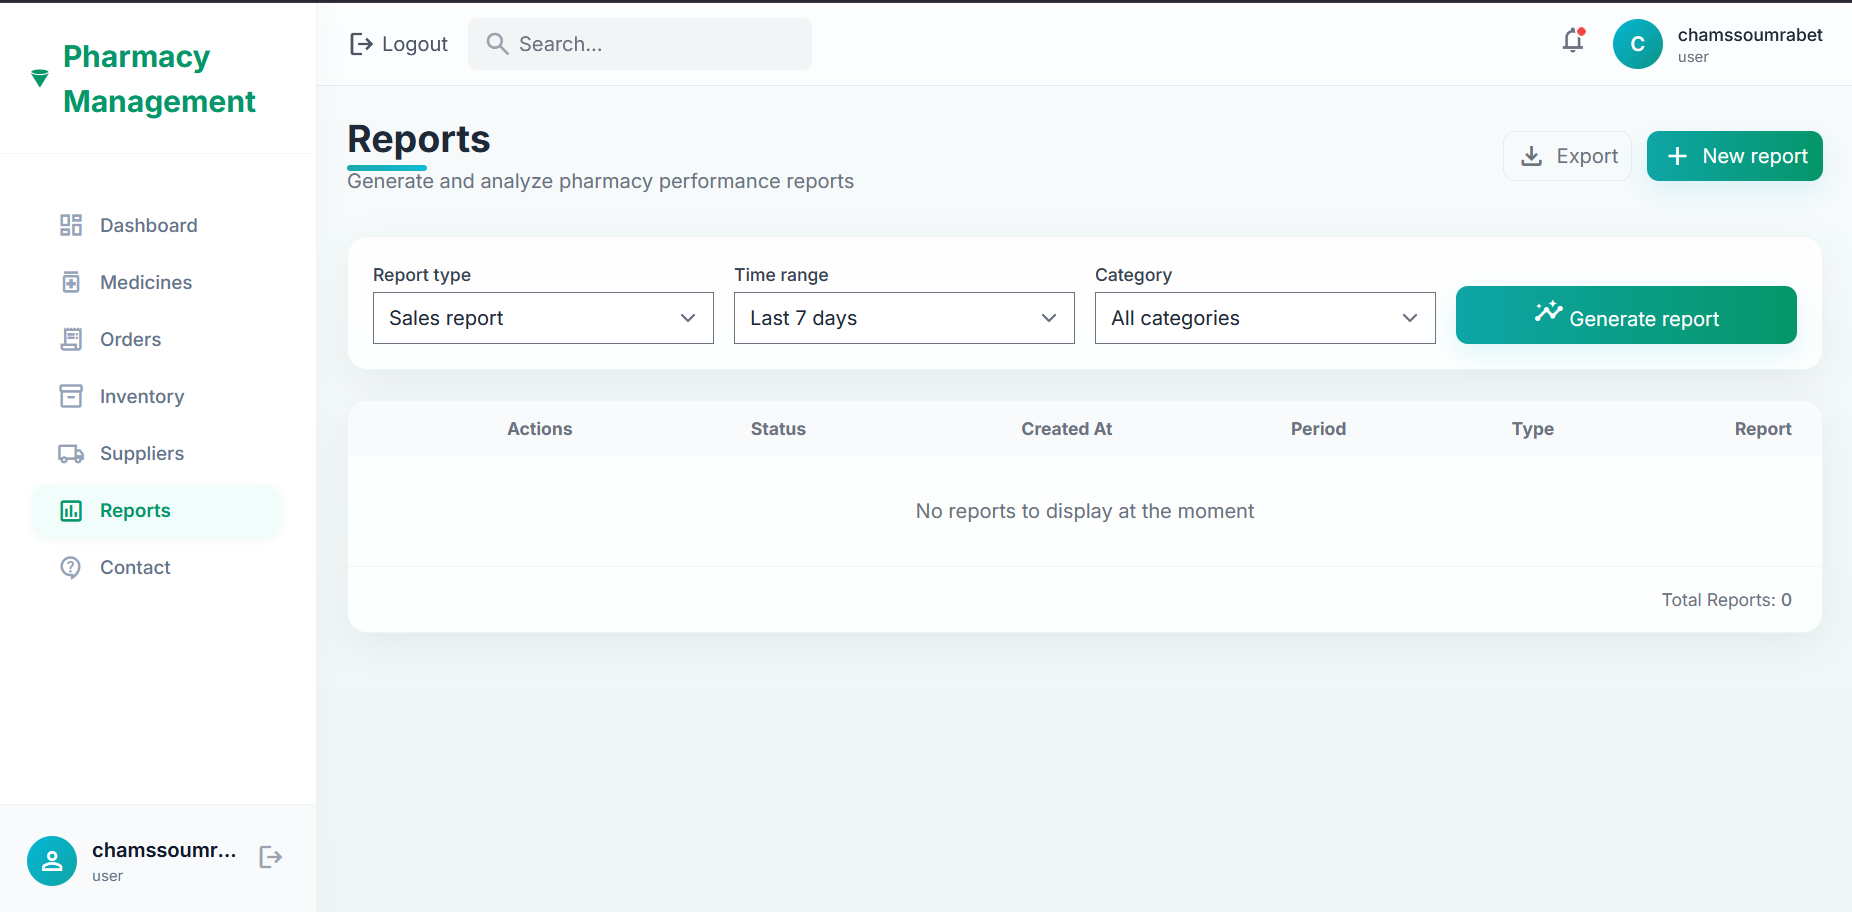 Pharmacy
Management
Dashboard
Medicines
Orders
Inventory
Suppliers
Reports
Contact
chamssoumr...
user
Logout
Search...
C
chamssoumrabet
user
Reports
Generate and analyze pharmacy performance reports
Export
New report
Report type
Sales report
Time range
Last 7 days
Category
All categories
Generate report
Actions Status Created At Period Type Report
No reports to display at the moment
Total Reports: 0